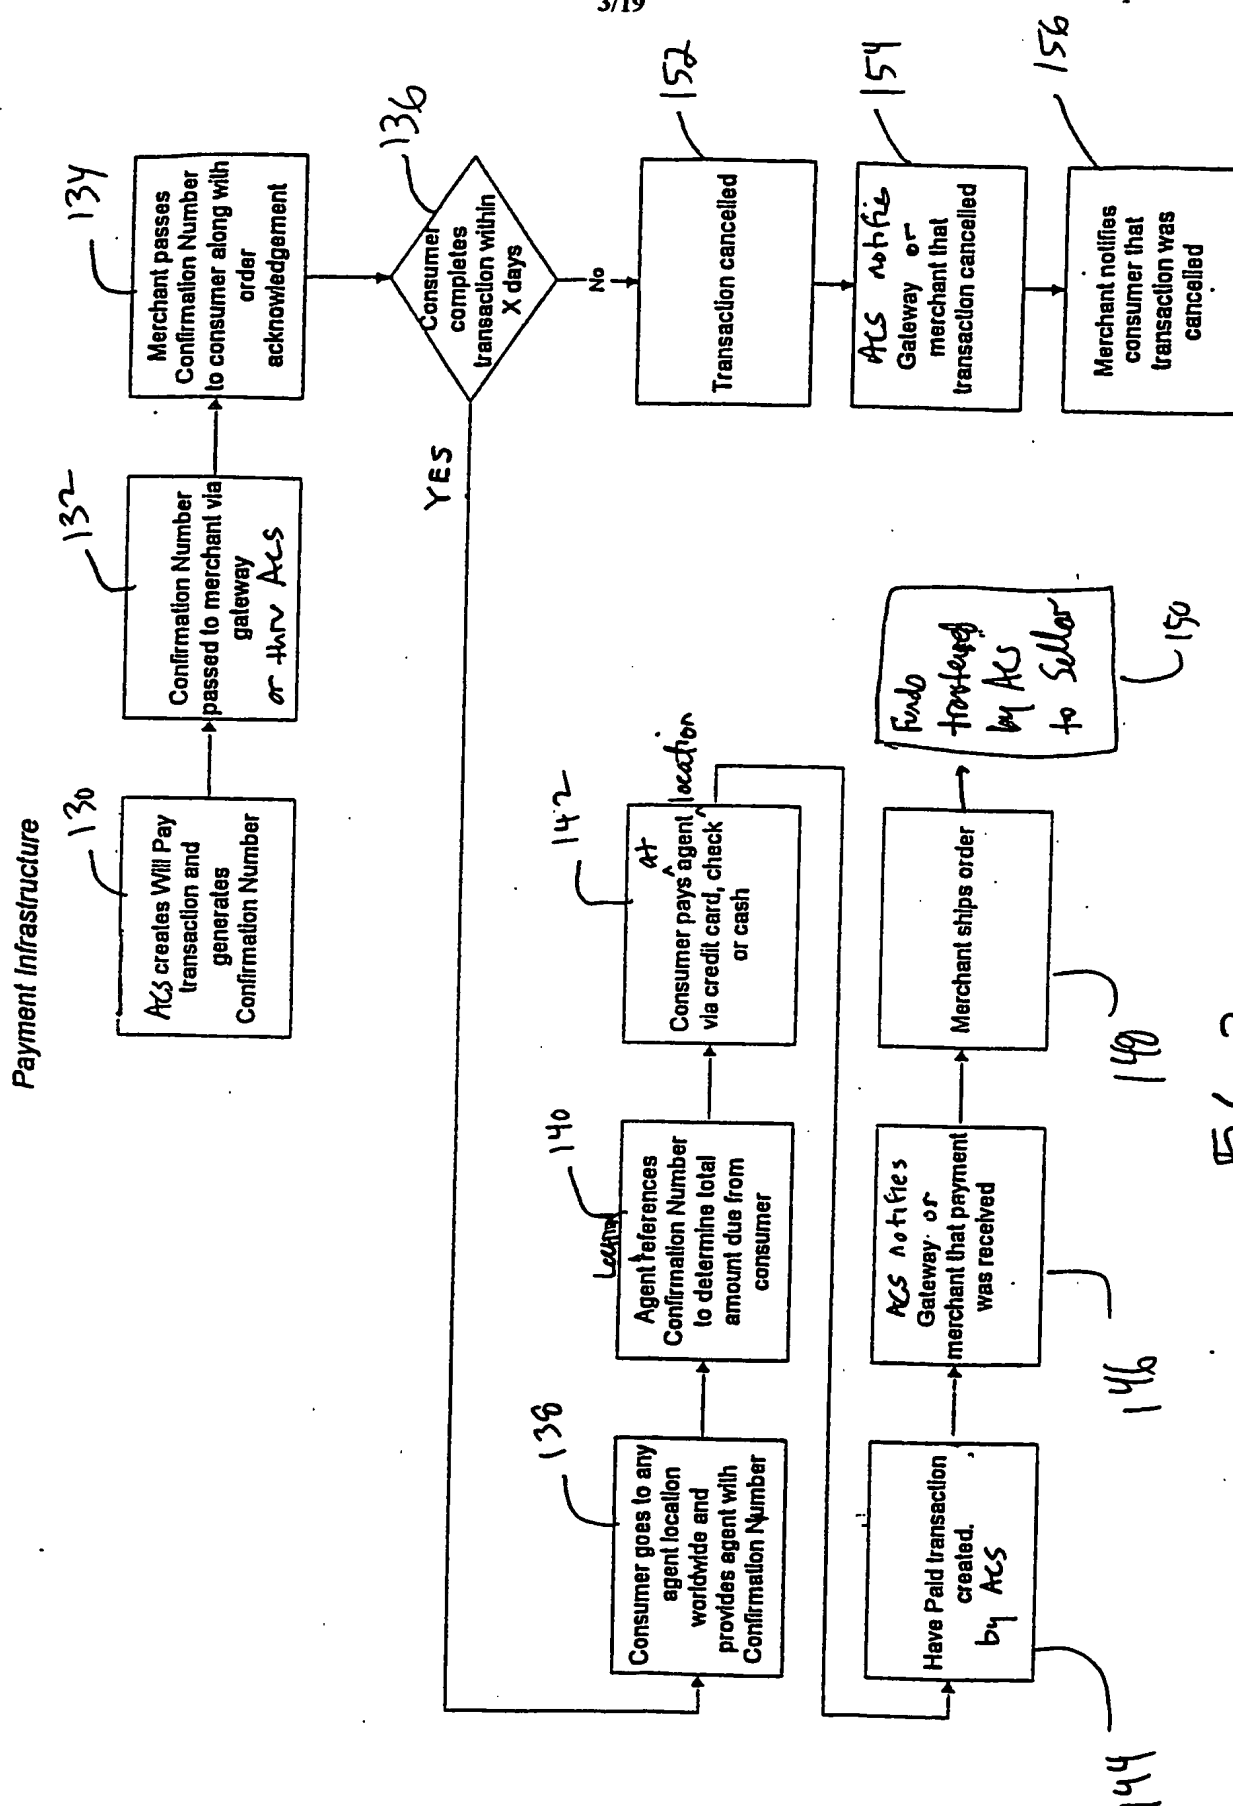 3/19
Payment Infrastructure
130
ACS creates Will Pay
transaction and
generates
Confirmation Number
132
Confirmation Number
passed to merchant via
gateway
or thru ACS
134
Merchant passes
Confirmation Number
to consumer along with
order
acknowledgement
136
Consumer
completes
transaction within
X days
YES
No
138
Consumer goes to any
agent location
worldwide and
provides agent with
Confirmation Number
140
Agent references
Confirmation Number
to determine total
amount due from
consumer
142
at location
Consumer pays agent
via credit card, check
or cash
144
Have Paid transaction
created.
by ACS
146
ACS notifies
Gateway or
merchant that payment
was received
148
Merchant ships order
150
Funds
by ACS
to Seller
152
Transaction cancelled
154
ACS notifies
Gateway or
merchant that
transaction cancelled
156
Merchant notifies
consumer that
transaction was
cancelled